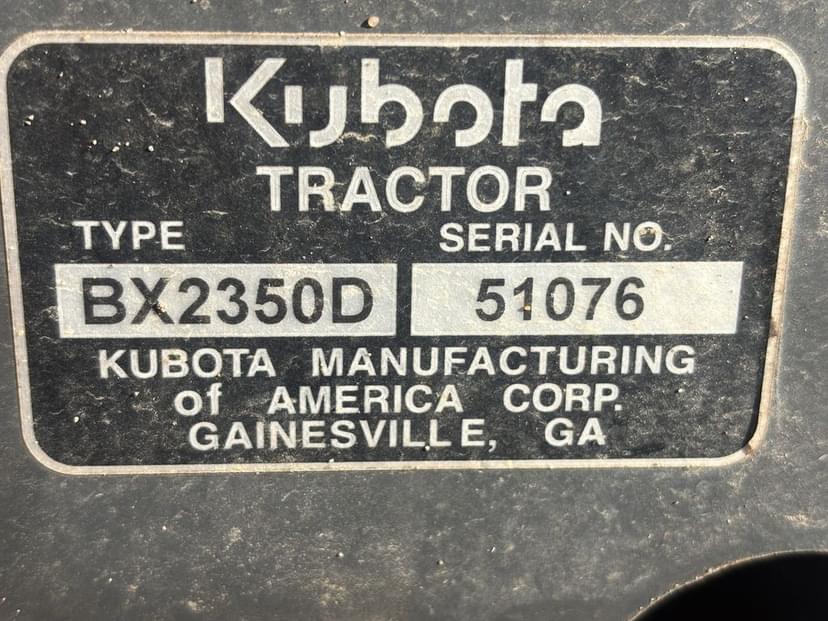 Kubota
TRACTOR
TYPE SERIAL NO.
BX2350D 51076
KUBOTA MANUFACTURING
of AMERICA CORP.
GAINESVILLE, GA